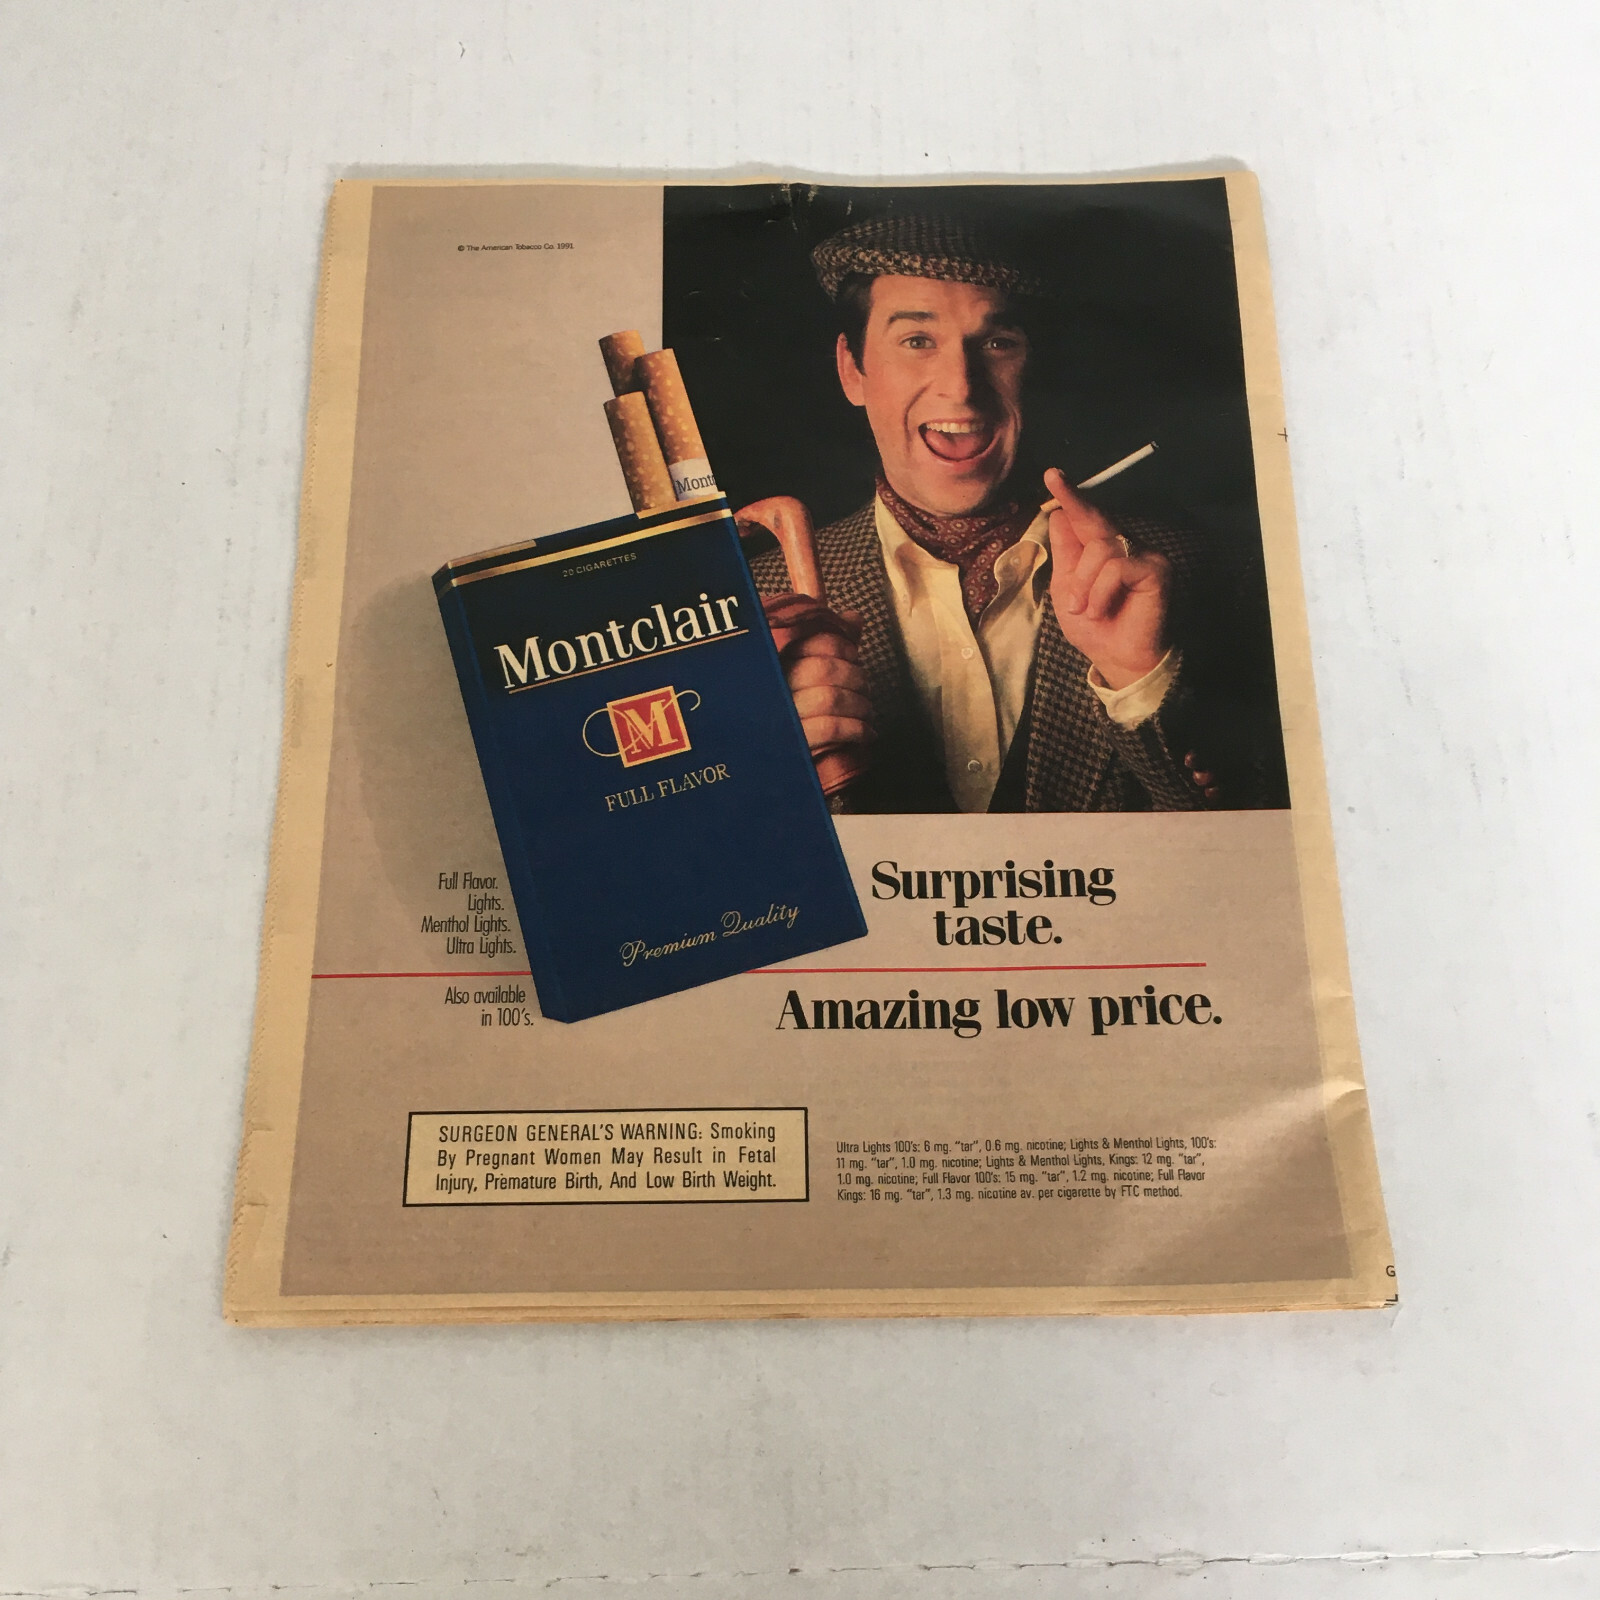 © The American Tobacco Co. 1991
Mont
20 CIGARETTES
Montclair
M
FULL FLAVOR
Premium Quality
Full Flavor.
Lights.
Menthol Lights.
Ultra Lights.
Also available
in 100's.
Surprising
taste.
Amazing low price.
SURGEON GENERAL'S WARNING: Smoking
By Pregnant Women May Result in Fetal
Injury, Premature Birth, And Low Birth Weight.
Ultra Lights 100's: 6 mg. "tar", 0.6 mg. nicotine; Lights & Menthol Lights, 100's:
11 mg. "tar", 1.0 mg. nicotine; Lights & Menthol Lights, Kings: 12 mg. "tar",
1.0 mg. nicotine; Full Flavor 100's: 15 mg. "tar", 1.2 mg. nicotine; Full Flavor
Kings: 16 mg. "tar", 1.3 mg. nicotine av. per cigarette by FTC method.
G